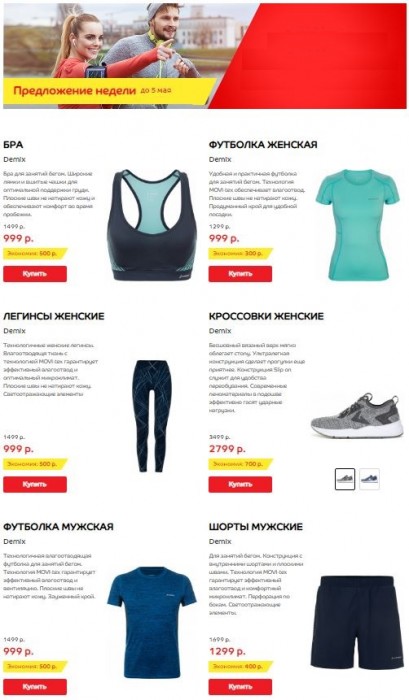 Предложение недели до 5 мая
БРА
Demix
Бра для занятий бегом. Широкие
лямки и вшитые чашки для
оптимальной поддержки груди.
Плоские швы не натирают кожу и
обеспечивают комфорт во время
пробежки.
1499 р.
999 р.
Экономия: 500 р.
Купить
ФУТБОЛКА ЖЕНСКАЯ
Demix
Удобная и практичная футболка
для занятий бегом. Технология
MOVI-tex обеспечивает влагоотвод.
Плоские швы не натирают кожу.
Продуманный крой для удобной
посадки.
1299 р.
999 р.
Экономия: 300 р.
Купить
ЛЕГИНСЫ ЖЕНСКИЕ
Demix
Технологичные женские легинсы.
Влагоотводящая ткань с
технологией MOVI-tex гарантирует
эффективный влагоотвод и
оптимальный микроклимат.
Плоские швы не натирают кожу.
Светоотражающие элементы
1499 р.
999 р.
Экономия: 500 р.
Купить
КРОССОВКИ ЖЕНСКИЕ
Demix
Бесшовный вязаный верх мягко
облегает стопу. Ультралегкая
конструкция сделает прогулки еще
приятнее. Конструкция Slip on
служит для удобства
переобувания. Современные
пеноматериалы в подошве
эффективно гасят ударные
нагрузки.
3499 р.
2799 р.
Экономия: 700 р.
Купить
ФУТБОЛКА МУЖСКАЯ
Demix
Технологичная влагоотводящая
футболка для занятий бегом.
Технология MOVI-tex гарантирует
эффективный влагоотвод и
вентиляцию. Плоские швы не
натирают кожу. Зауженный крой.
1499 р.
999 р.
Экономия: 500 р.
Купить
ШОРТЫ МУЖСКИЕ
Demix
Для занятий бегом. Конструкция с
внутренними шортами и плоскими
швами. Технология MOVI-tex
гарантирует эффективный
влагоотвод и комфортный
микроклимат. Перфорация по
бокам. Светоотражающие
элементы.
1699 р.
1299 р.
Экономия: 400 р.
Купить